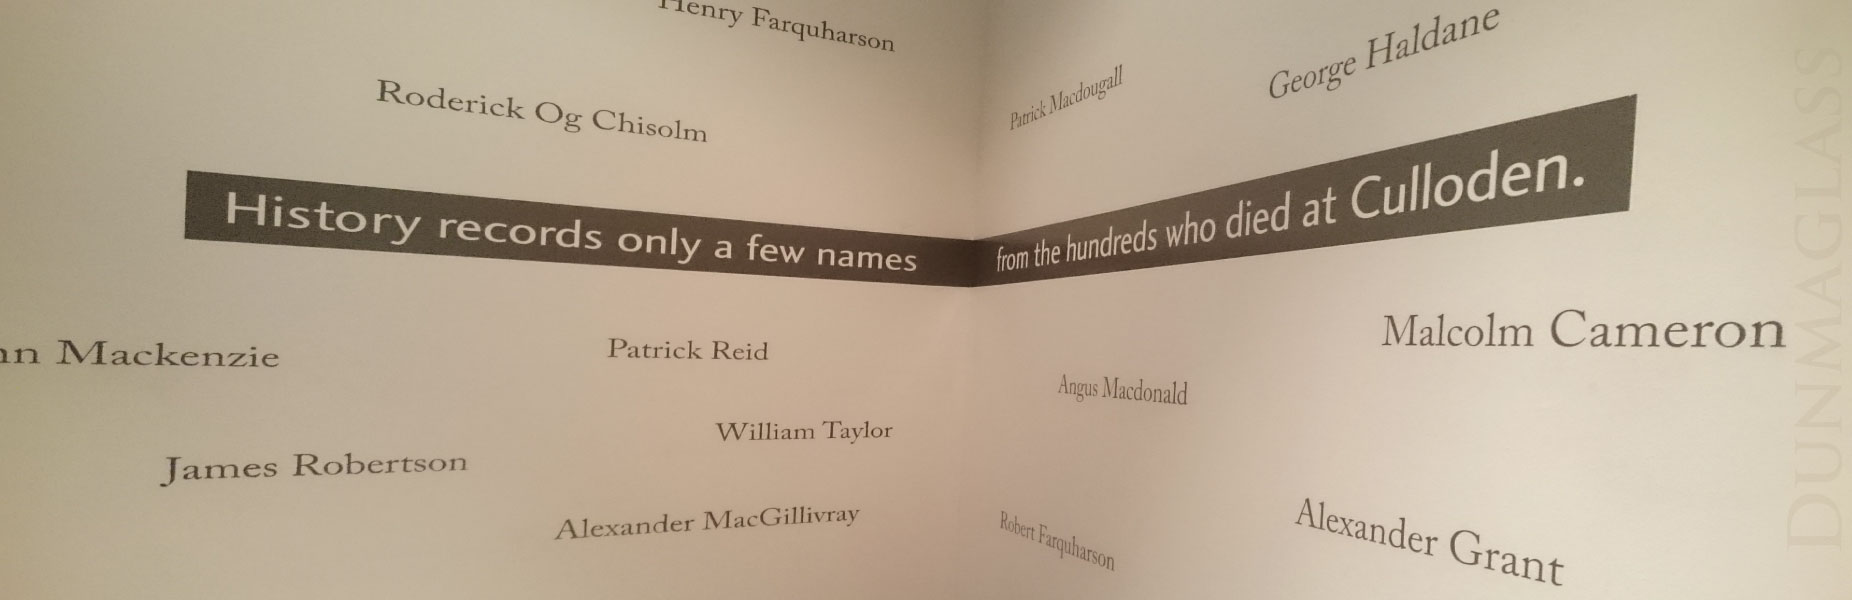 Henry Farquharson
George Haldane
Patrick Macdougall
Roderick Og Chisolm
History records only a few names from the hundreds who died at Culloden.
Malcolm Cameron
Mackenzie
Patrick Reid
Angus Macdonald
William Taylor
James Robertson
Alexander MacGillivray
Robert Farquharson
Alexander Grant
DUNMAGLASS